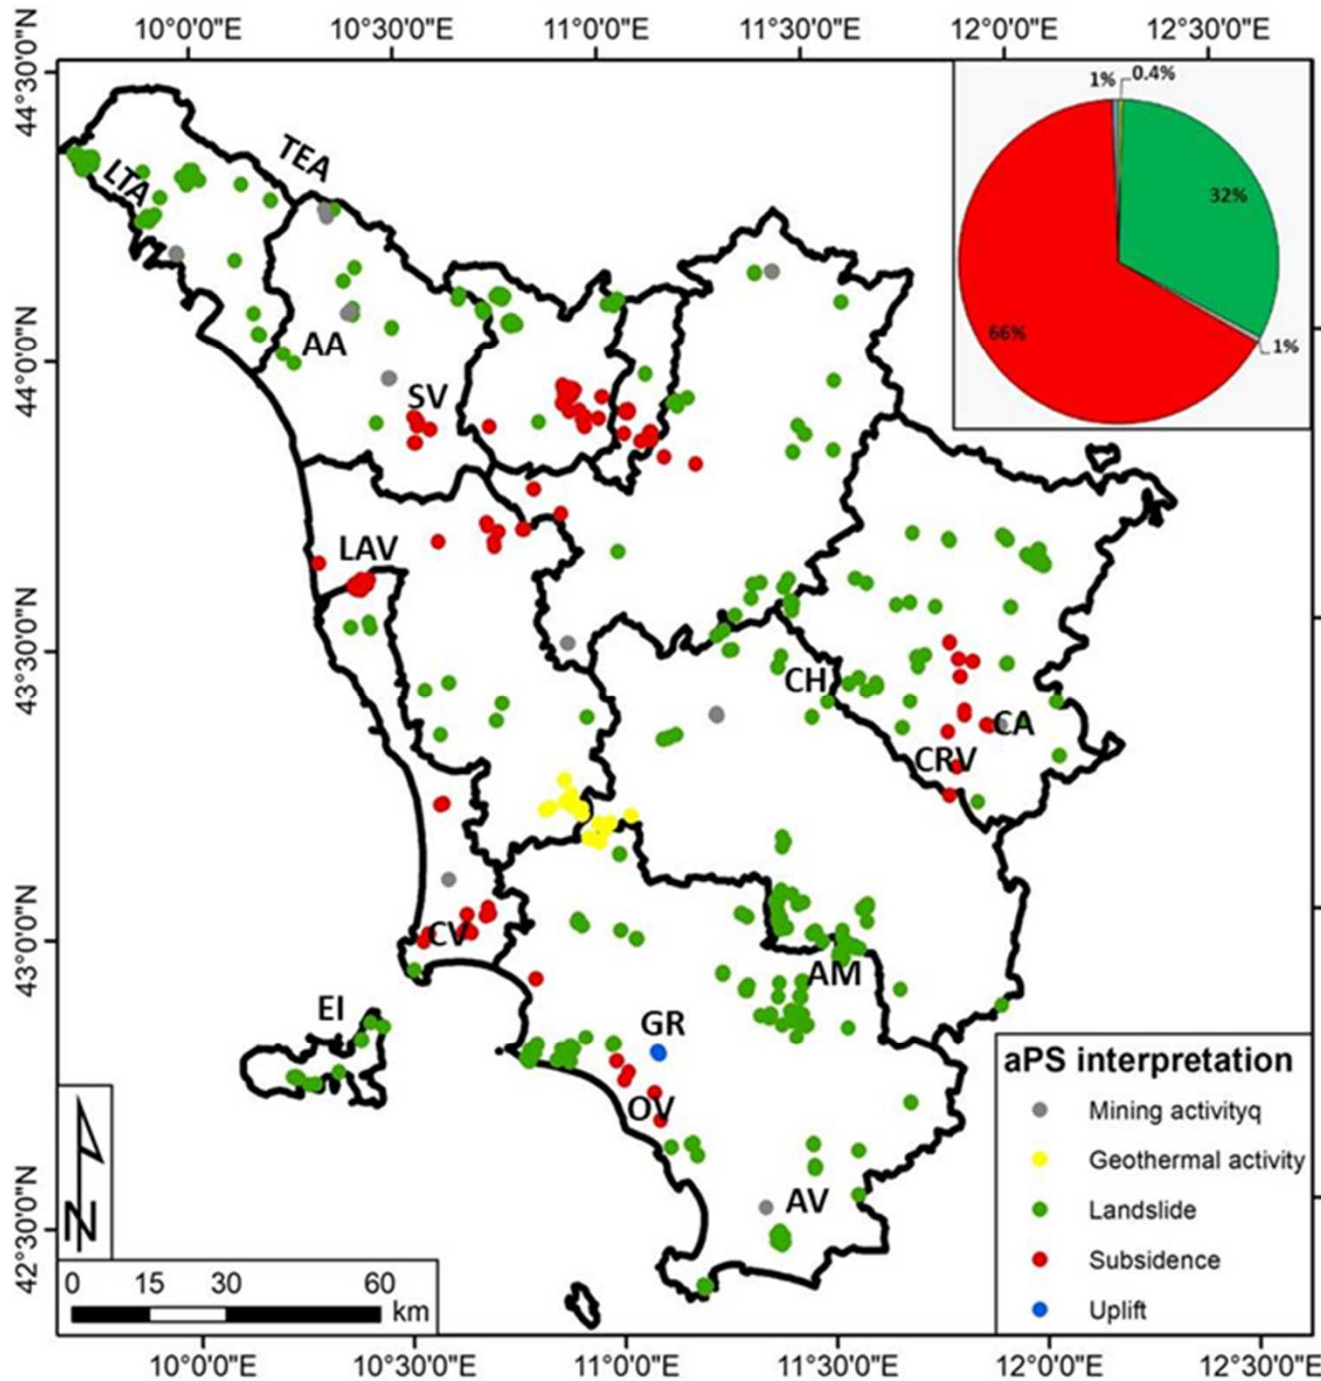 10°0'0"E 10°30'0"E 11°0'0"E 11°30'0"E 12°0'0"E 12°30'0"E
44°30'0"N
44°0'0"N
43°30'0"N
43°0'0"N
42°30'0"N
1% 0.4%
32%
66%
1%
TEA
LTA
AA
SV
LAV
CH
CA
CRV
CV
AM
EI
GR
OV
AV
aPS interpretation
Mining activityq
Geothermal activity
Landslide
Subsidence
Uplift
N
0 15 30 60
km
10°0'0"E 10°30'0"E 11°0'0"E 11°30'0"E 12°0'0"E 12°30'0"E